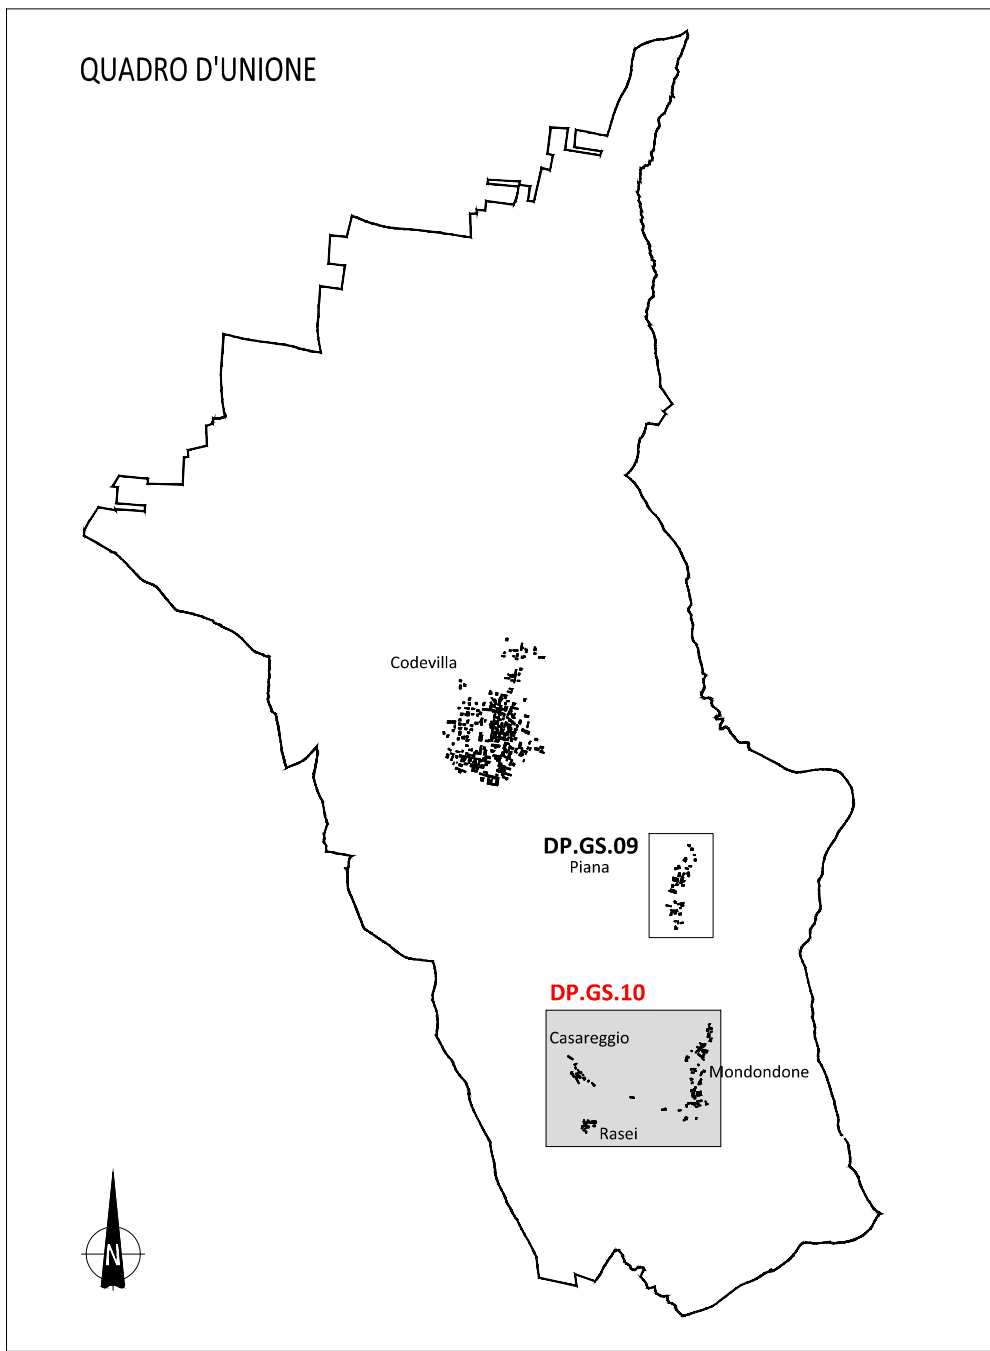 QUADRO D'UNIONE
Codevilla
DP.GS.09
Piana
DP.GS.10
Casareggio
Mondondone
Rasei
N